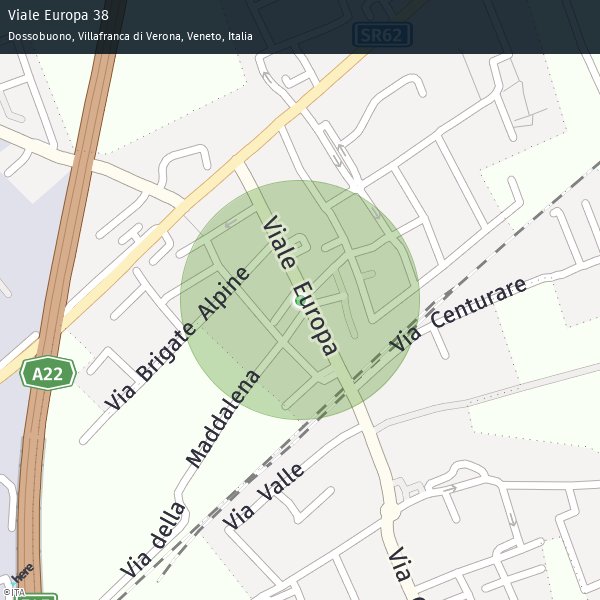 Viale Europa 38
Dossobuono, Villafranca di Verona, Veneto, Italia
SR62
Viale Europa
Via Brigate Alpine
Via Centurare
A22
Via della Maddalena
Via Valle
Via
here
© ITA